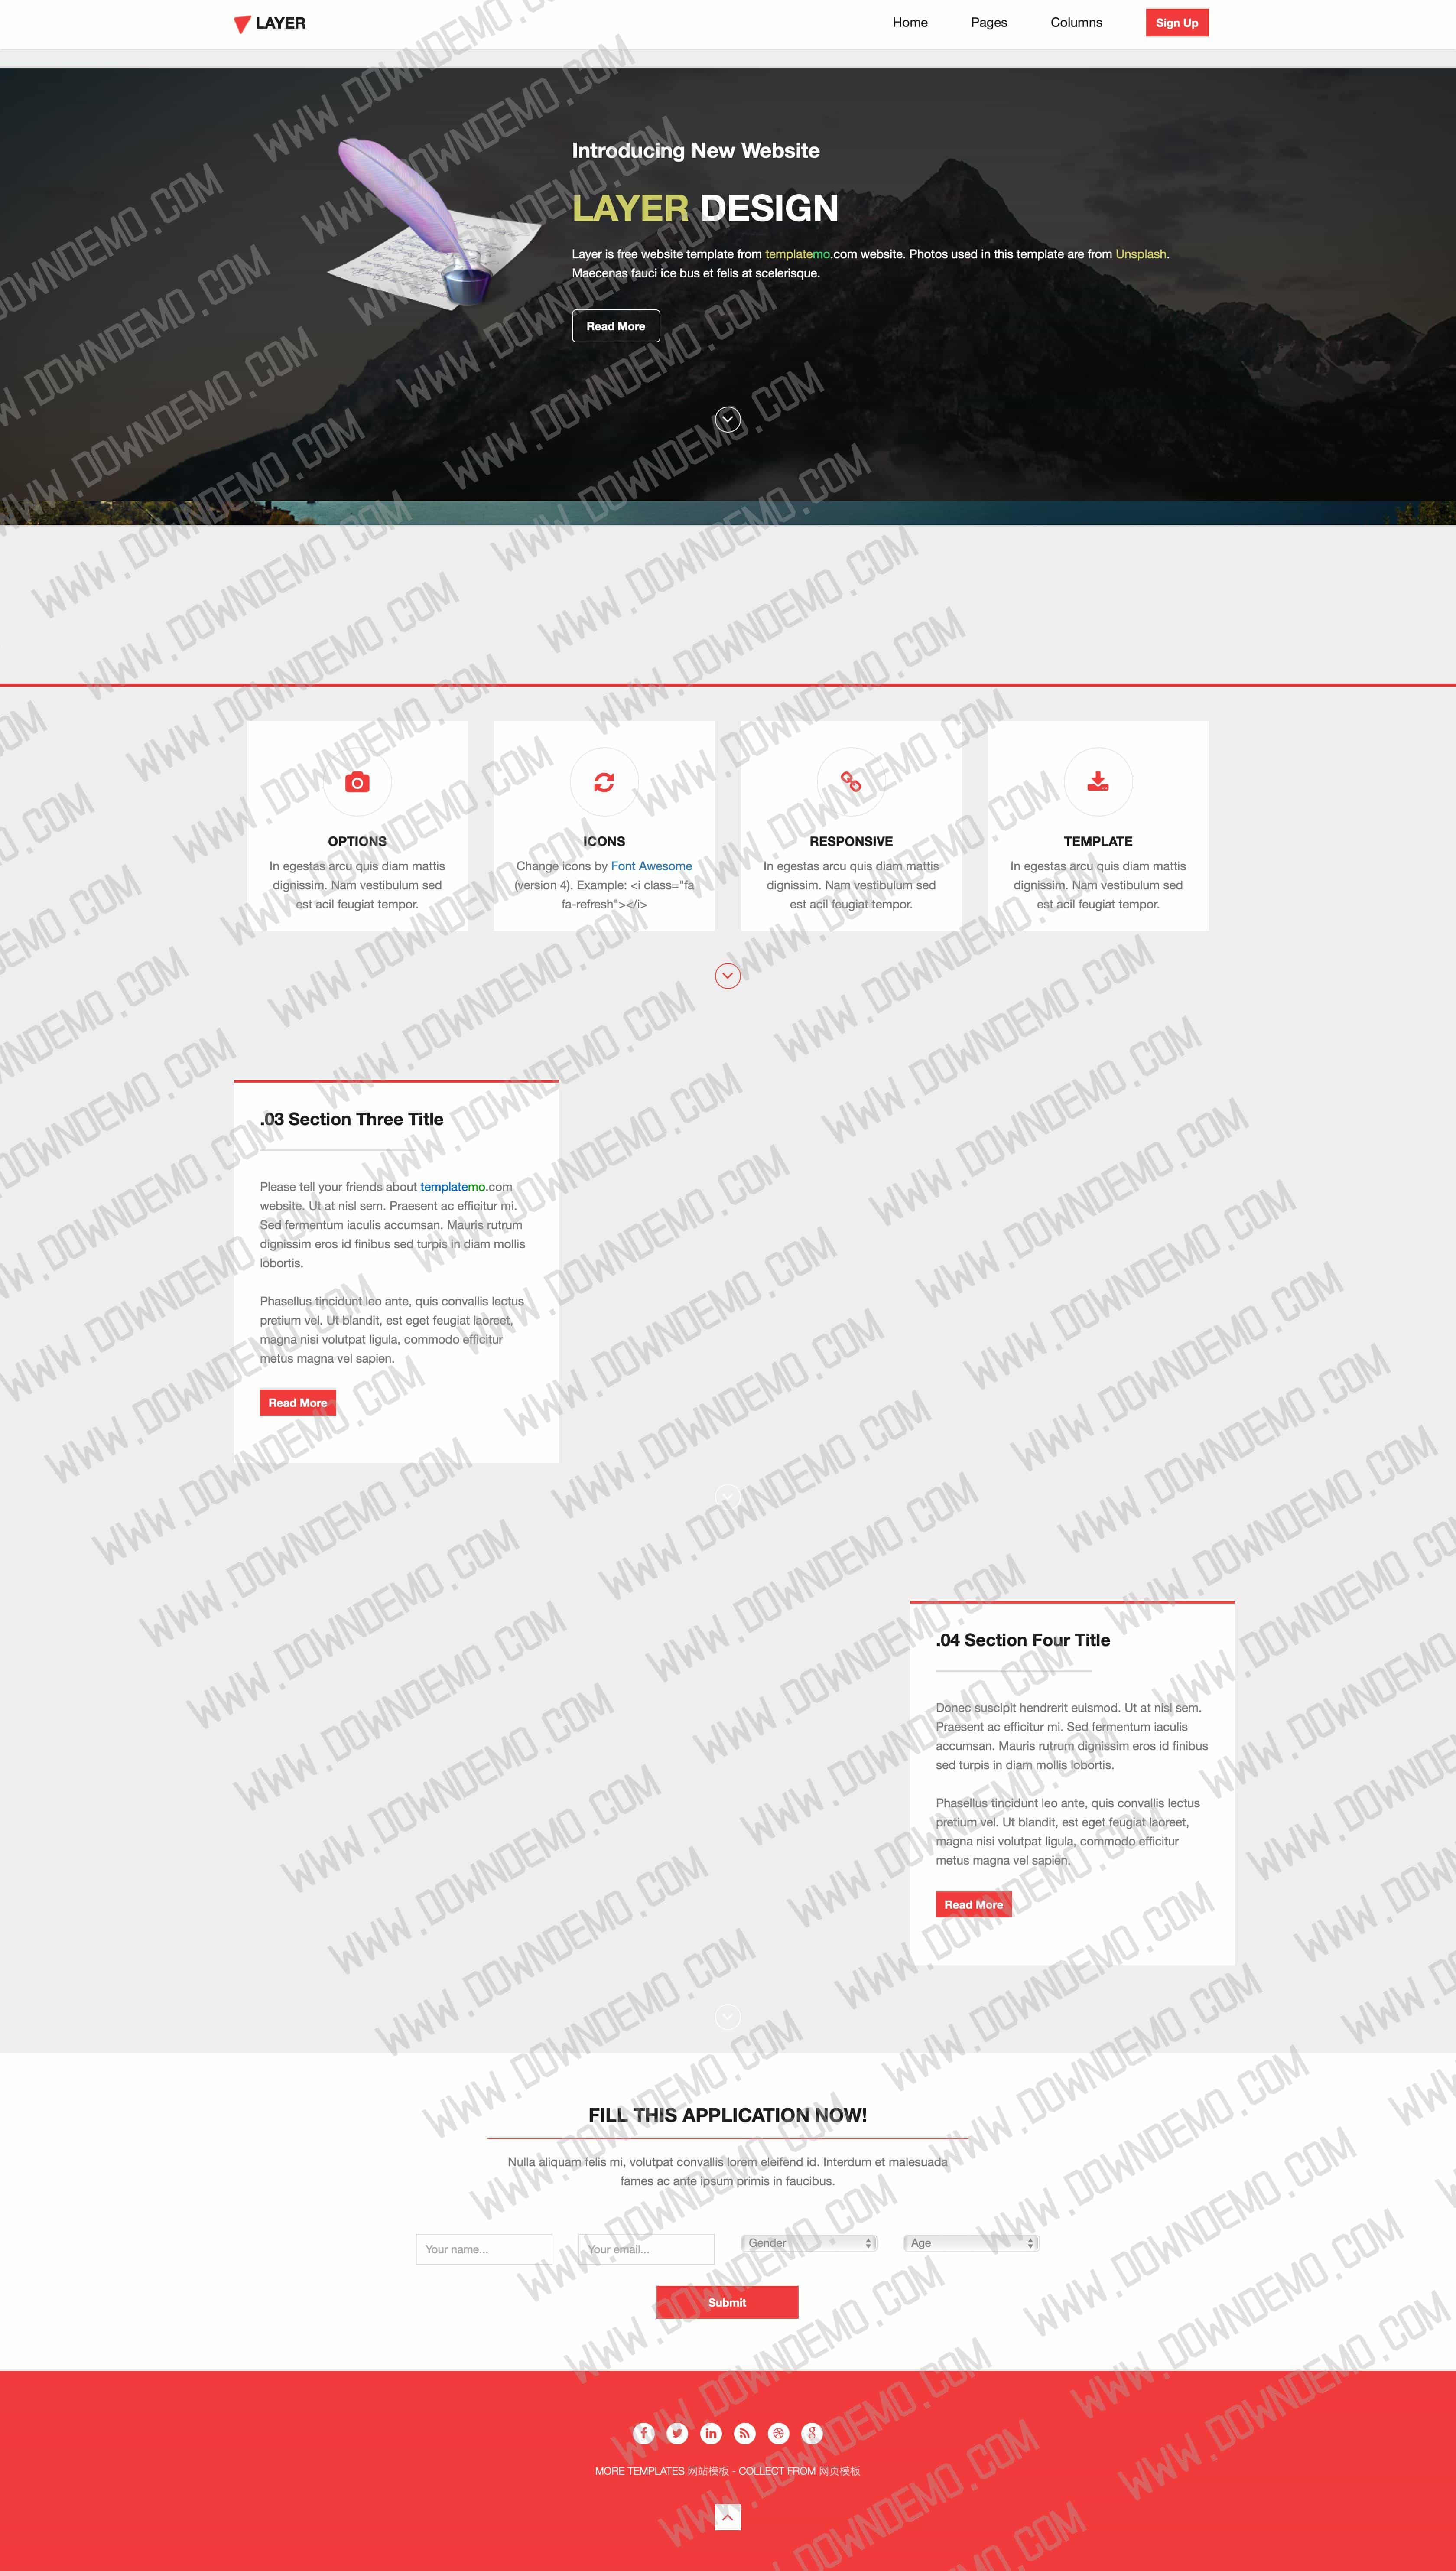 LAYER
Home
Pages
Columns
Sign Up
Introducing New Website
LAYER DESIGN
Layer is free website template from templatemo.com website. Photos used in this template are from Unsplash.
Maecenas fauci ice bus et felis at scelerisque.
Read More
OPTIONS
In egestas arcu quis diam mattis
dignissim. Nam vestibulum sed
est acil feugiat tempor.
ICONS
Change icons by Font Awesome
(version 4). Example: <i class="fa
fa-refresh"></i>
RESPONSIVE
In egestas arcu quis diam mattis
dignissim. Nam vestibulum sed
est acil feugiat tempor.
TEMPLATE
In egestas arcu quis diam mattis
dignissim. Nam vestibulum sed
est acil feugiat tempor.
.03 Section Three Title
Please tell your friends about templatemo.com
website. Ut at nisl sem. Praesent ac efficitur mi.
Sed fermentum iaculis accumsan. Mauris rutrum
dignissim eros id finibus sed turpis in diam mollis
lobortis.
Phasellus tincidunt leo ante, quis convallis lectus
pretium vel. Ut blandit, est eget feugiat laoreet,
magna nisi volutpat ligula, commodo efficitur
metus magna vel sapien.
Read More
.04 Section Four Title
Donec suscipit hendrerit euismod. Ut at nisl sem.
Praesent ac efficitur mi. Sed fermentum iaculis
accumsan. Mauris rutrum dignissim eros id finibus
sed turpis in diam mollis lobortis.
Phasellus tincidunt leo ante, quis convallis lectus
pretium vel. Ut blandit, est eget feugiat laoreet,
magna nisi volutpat ligula, commodo efficitur
metus magna vel sapien.
Read More
FILL THIS APPLICATION NOW!
Nulla aliquam felis mi, volutpat convallis lorem eleifend id. Interdum et malesuada
fames ac ante ipsum primis in faucibus.
Your name...
Your email...
Gender
Age
Submit
MORE TEMPLATES 网站模板 - COLLECT FROM 网页模板
WWW.DOWNDEMO.COM